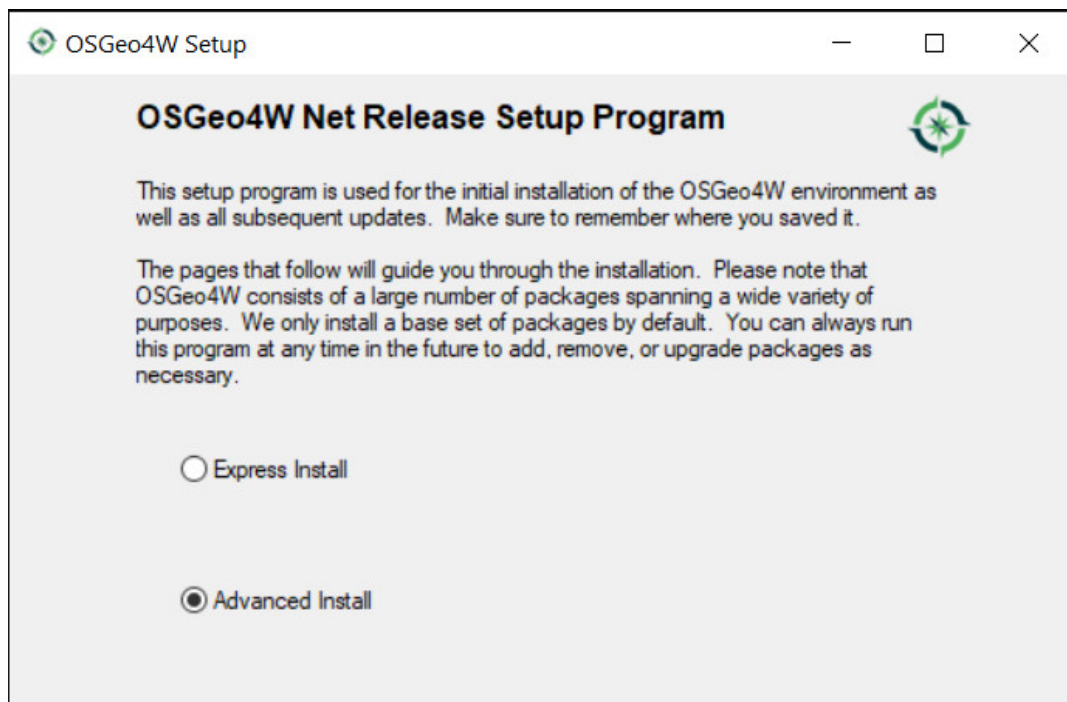 OSGeo4W Setup
OSGeo4W Net Release Setup Program
This setup program is used for the initial installation of the OSGeo4W environment as
well as all subsequent updates.  Make sure to remember where you saved it.
The pages that follow will guide you through the installation.  Please note that
OSGeo4W consists of a large number of packages spanning a wide variety of
purposes.  We only install a base set of packages by default.  You can always run
this program at any time in the future to add, remove, or upgrade packages as
necessary.
Express Install
Advanced Install